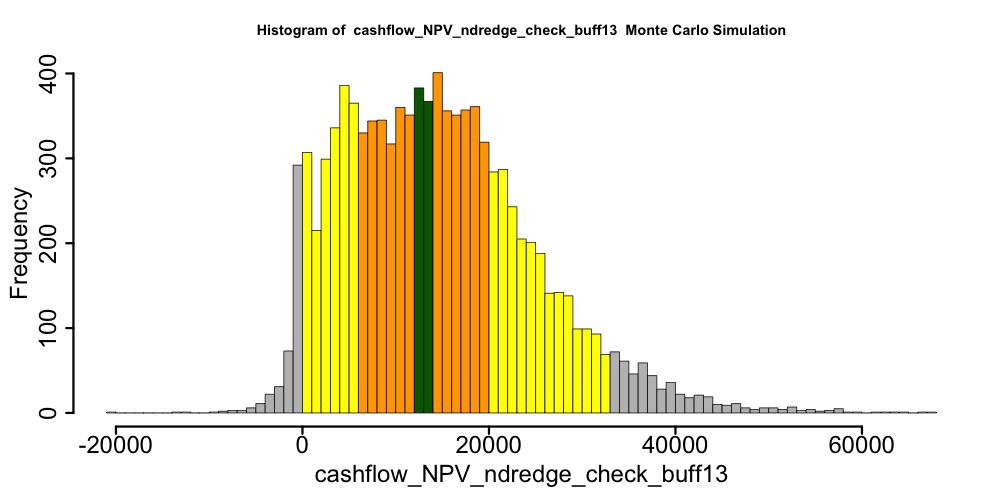 Histogram of  cashflow_NPV_ndredge_check_buff13  Monte Carlo Simulation
Frequency
400
300
200
100
0
-20000 0 20000 40000 60000
cashflow_NPV_ndredge_check_buff13